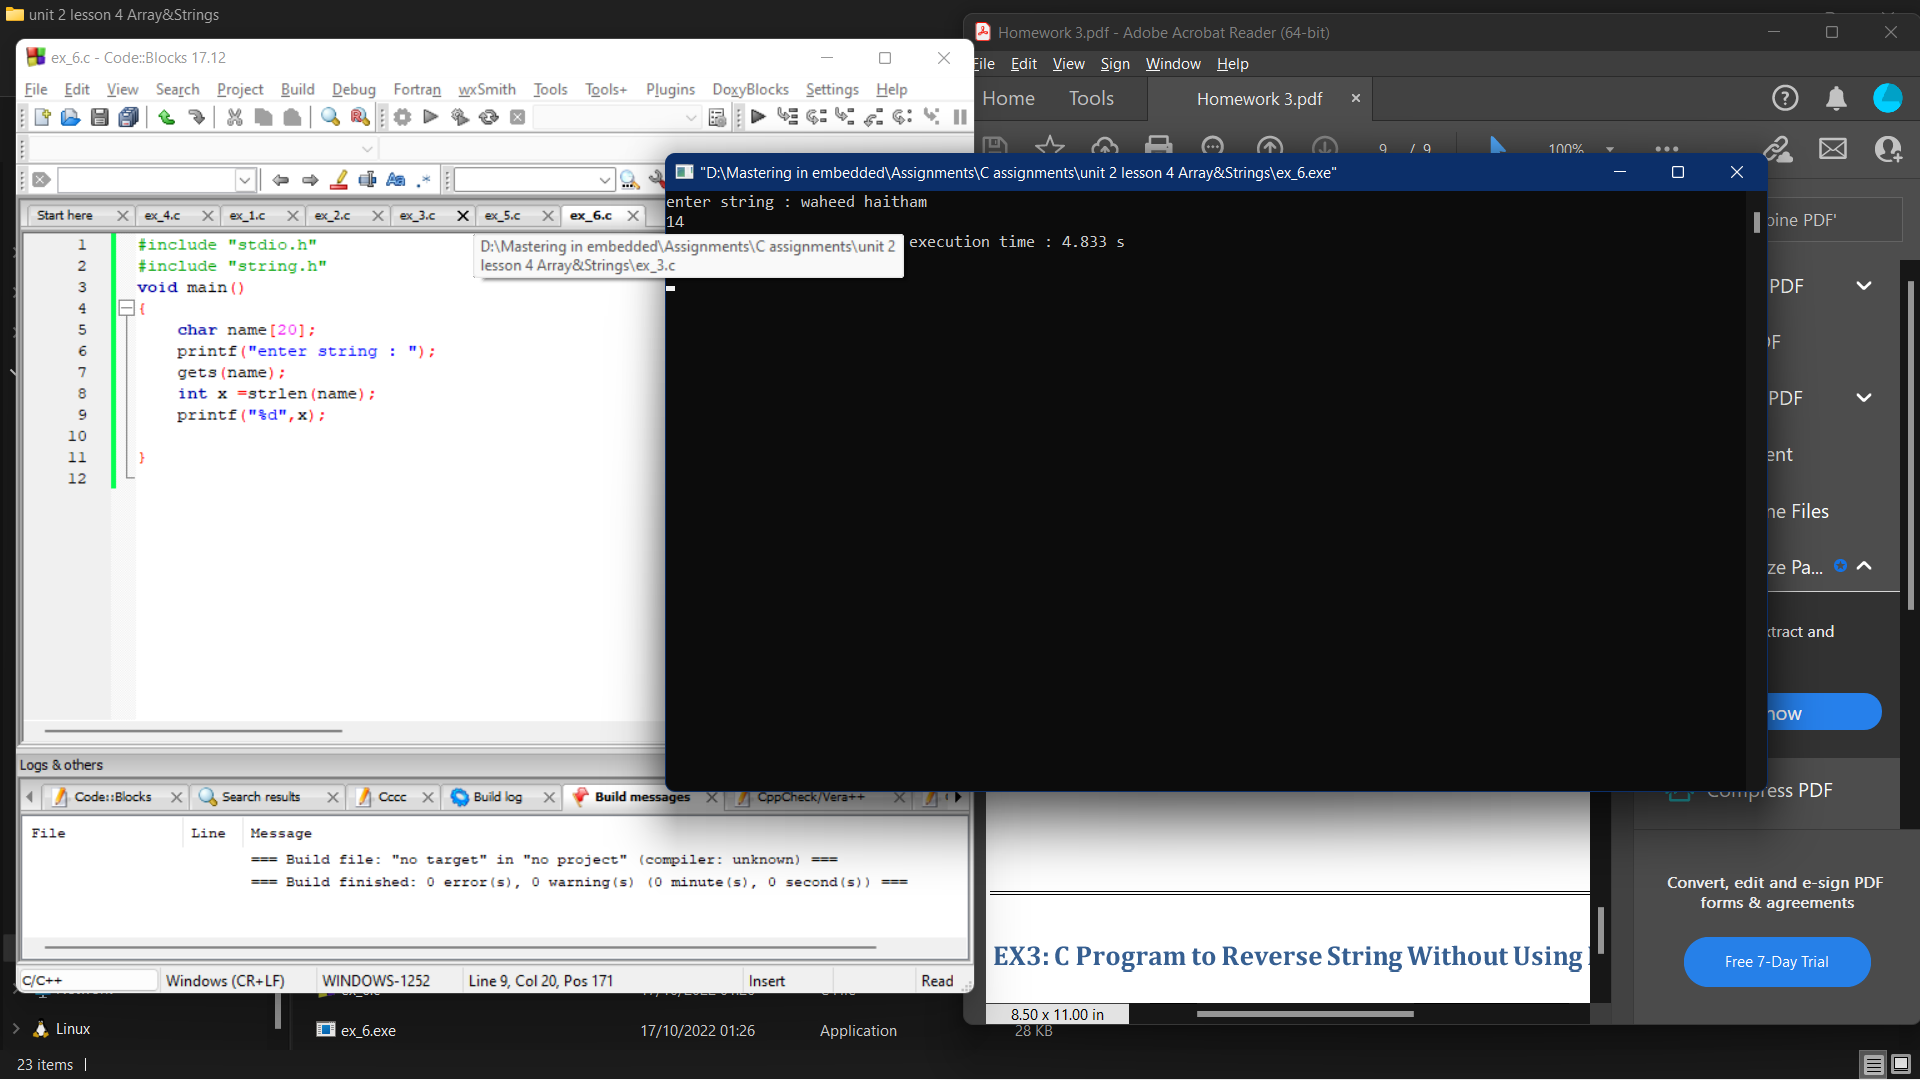 unit 2 lesson 4 Array&Strings
ex_6.c - Code::Blocks 17.12
File Edit View Search Project Build Debug Fortran wxSmith Tools Tools+ Plugins DoxyBlocks Settings Help
Start here ex_4.c ex_1.c ex_2.c ex_3.c ex_5.c ex_6.c
1 #include "stdio.h"
2 #include "string.h"
3 void main()
4 {
5 char name[20];
6 printf("enter string : ");
7 gets(name);
8 int x =strlen(name);
9 printf("%d",x);
10
11 }
12
D:\Mastering in embedded\Assignments\C assignments\unit 2
lesson 4 Array&Strings\ex_3.c
Logs & others
Code::Blocks Search results Cccc Build log Build messages CppCheck/Vera++
File Line Message
=== Build file: "no target" in "no project" (compiler: unknown) ===
=== Build finished: 0 error(s), 0 warning(s) (0 minute(s), 0 second(s)) ===
C/C++ Windows (CR+LF) WINDOWS-1252 Line 9, Col 20, Pos 171 Insert Read
"D:\Mastering in embedded\Assignments\C assignments\unit 2 lesson 4 Array&Strings\ex_6.exe"
enter string : waheed haitham
14
execution time : 4.833 s
Homework 3.pdf - Adobe Acrobat Reader (64-bit)
File Edit View Sign Window Help
Home Tools Homework 3.pdf
9 / 9 100%
bine PDF'
PDF
PDF
ent
ne Files
ze Pa...
xtract and
now
Compress PDF
Convert, edit and e-sign PDF
forms & agreements
Free 7-Day Trial
EX3: C Program to Reverse String Without Using
8.50 x 11.00 in
Linux
ex_6.exe 17/10/2022 01:26 Application 28 KB
23 items